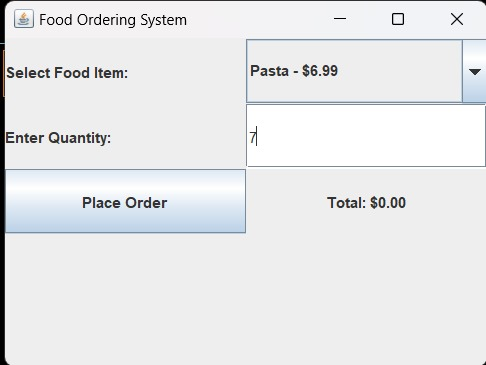 Food Ordering System
Select Food Item: Pasta - $6.99
Enter Quantity: 7
Place Order Total: $0.00